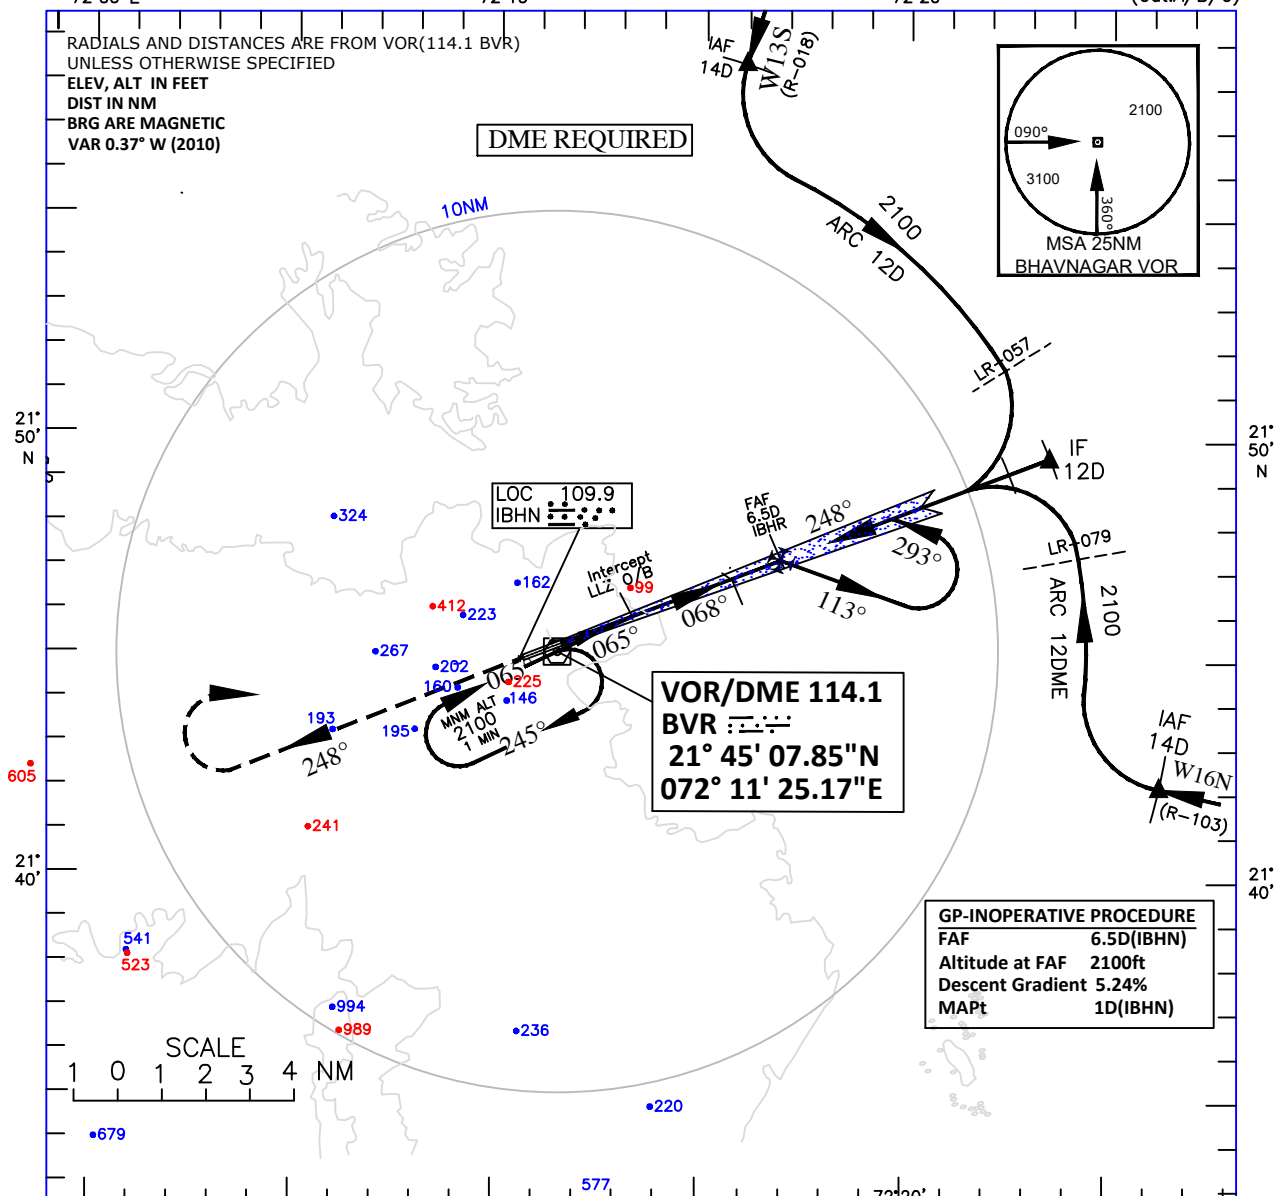 72°10'
72°20'
(Cat.A/B/C)
RADIALS AND DISTANCES ARE FROM VOR(114.1 BVR)
UNLESS OTHERWISE SPECIFIED
ELEV, ALT IN FEET
DIST IN NM
BRG ARE MAGNETIC
VAR 0.37° W (2010)
DME REQUIRED
IAF
14D
W13S
(R-018)
2100
090°
3100
360°
MSA 25NM
BHAVNAGAR VOR
10NM
2100
ARC 12D
LR-057
21°
50'
N
21°
50'
N
IF
12D
LOC 109.9
IBHN
FAF
6.5D
IBHR
248°
324
293°
LR-079
Intercept
LLZ O/B
99
162
412
223
068°
113°
2100
ARC 12DME
267
202
065°
065°
160
225
146
MNM ALT
2100
1 MIN
245°
193
195
248°
VOR/DME 114.1
BVR
21° 45' 07.85"N
072° 11' 25.17"E
IAF
14D
W16N
(R-103)
605
241
21°
40'
21°
40'
GP-INOPERATIVE PROCEDURE
FAF 6.5D(IBHN)
Altitude at FAF 2100ft
Descent Gradient 5.24%
MAPt 1D(IBHN)
541
523
994
989
236
SCALE
1 0 1 2 3 4 NM
220
679
577
72°20'